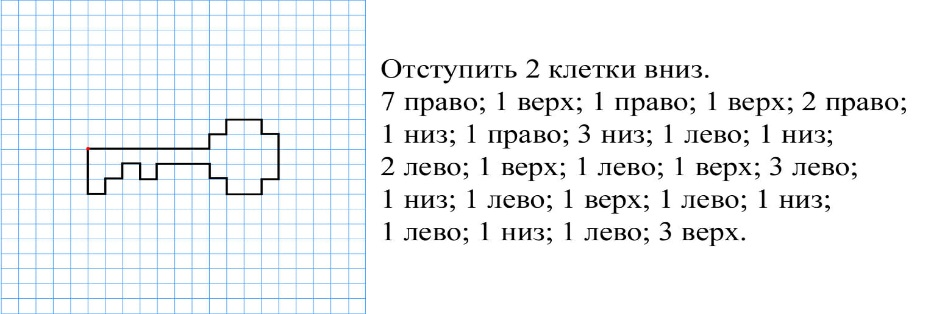 Отступить 2 клетки вниз.
7 право; 1 верх; 1 право; 1 верх; 2 право;
1 низ; 1 право; 3 низ; 1 лево; 1 низ;
2 лево; 1 верх; 1 лево; 1 верх; 3 лево;
1 низ; 1 лево; 1 верх; 1 лево; 1 низ;
1 лево; 1 низ; 1 лево; 3 верх.